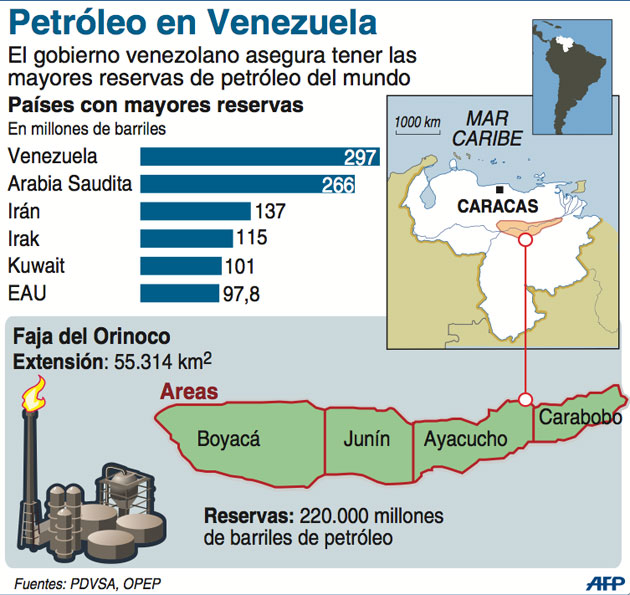 Petróleo en Venezuela
El gobierno venezolano asegura tener las
mayores reservas de petróleo del mundo
Países con mayores reservas
En millones de barriles
Venezuela 297
Arabia Saudita 266
Irán 137
Irak 115
Kuwait 101
EAU 97,8
1000 km
MAR
CARIBE
CARACAS
Faja del Orinoco
Extensión: 55.314 km²
Areas
Boyacá
Junín
Ayacucho
Carabobo
Reservas: 220.000 millones
de barriles de petróleo
Fuentes: PDVSA, OPEP
AFP